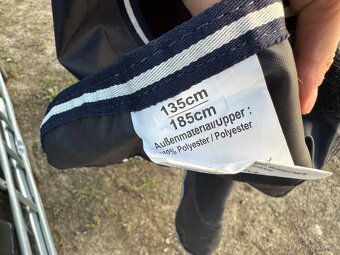 135cm
185cm
Außenmaterial/upper :
100% Polyester / Polyester